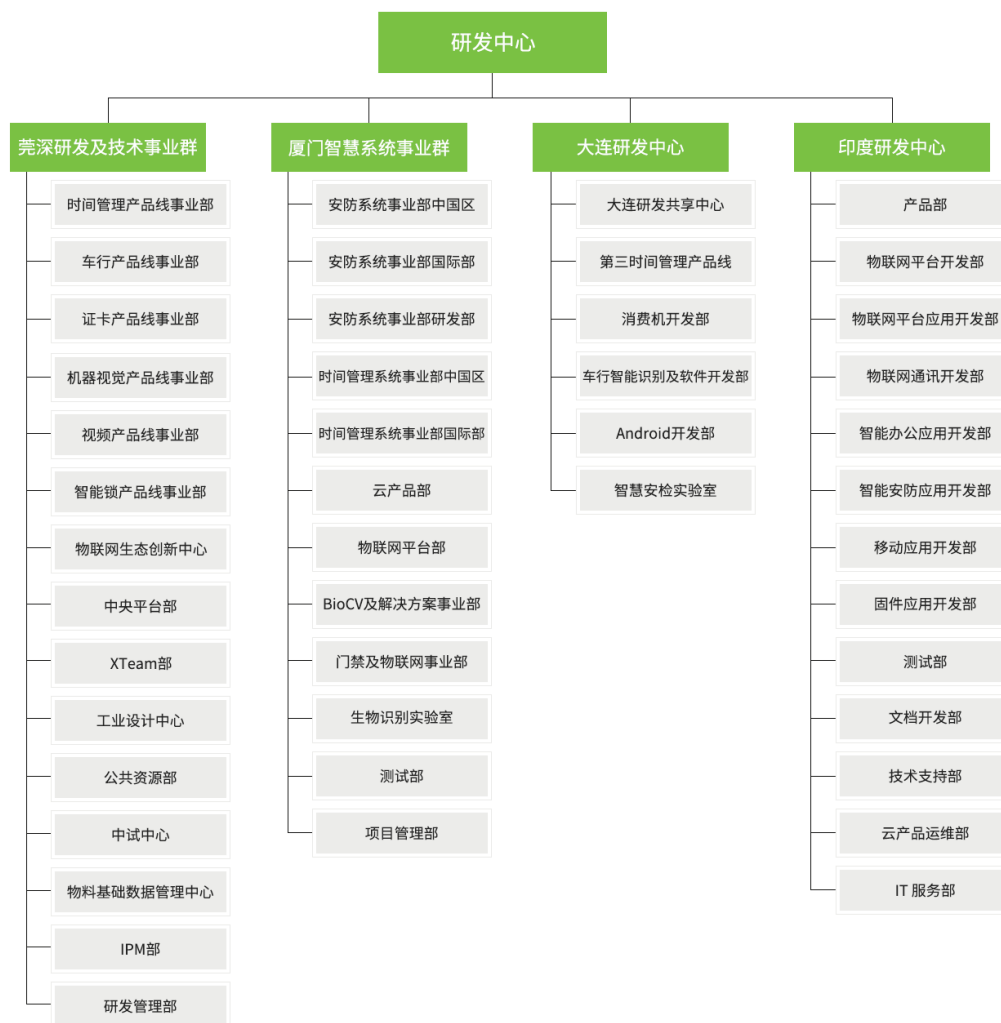 研发中心
莞深研发及技术事业群
时间管理产品线事业部
车行产品线事业部
证卡产品线事业部
机器视觉产品线事业部
视频产品线事业部
智能锁产品线事业部
物联网生态创新中心
中央平台部
XTeam部
工业设计中心
公共资源部
中试中心
物料基础数据管理中心
IPM部
研发管理部
厦门智慧系统事业群
安防系统事业部中国区
安防系统事业部国际部
安防系统事业部研发部
时间管理系统事业部中国区
时间管理系统事业部国际部
云产品部
物联网平台部
BioCV及解决方案事业部
门禁及物联网事业部
生物识别实验室
测试部
项目管理部
大连研发中心
大连研发共享中心
第三时间管理产品线
消费机开发部
车行智能识别及软件开发部
Android开发部
智慧安检实验室
印度研发中心
产品部
物联网平台开发部
物联网平台应用开发部
物联网通讯开发部
智能办公应用开发部
智能安防应用开发部
移动应用开发部
固件应用开发部
测试部
文档开发部
技术支持部
云产品运维部
IT 服务部